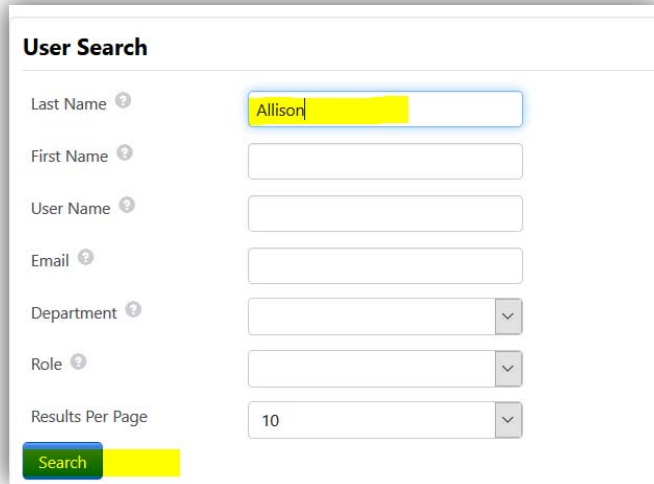 User Search
Last Name ?
Allison
First Name ?
User Name ?
Email ?
Department ?
Role ?
Results Per Page
10
Search